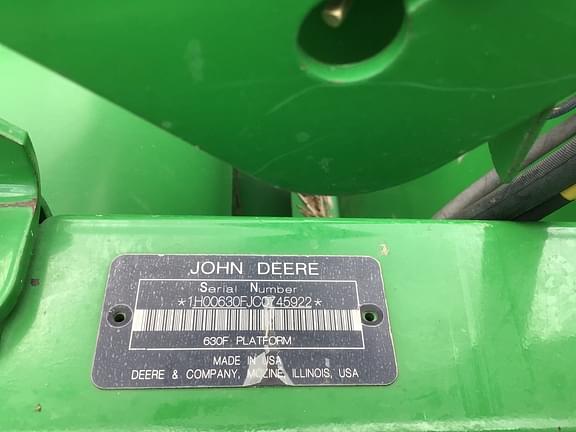 JOHN DEERE
Serial Number
*1H00630FJC0745922*
630F PLATFORM
MADE IN USA
DEERE & COMPANY, MOLINE, ILLINOIS, USA